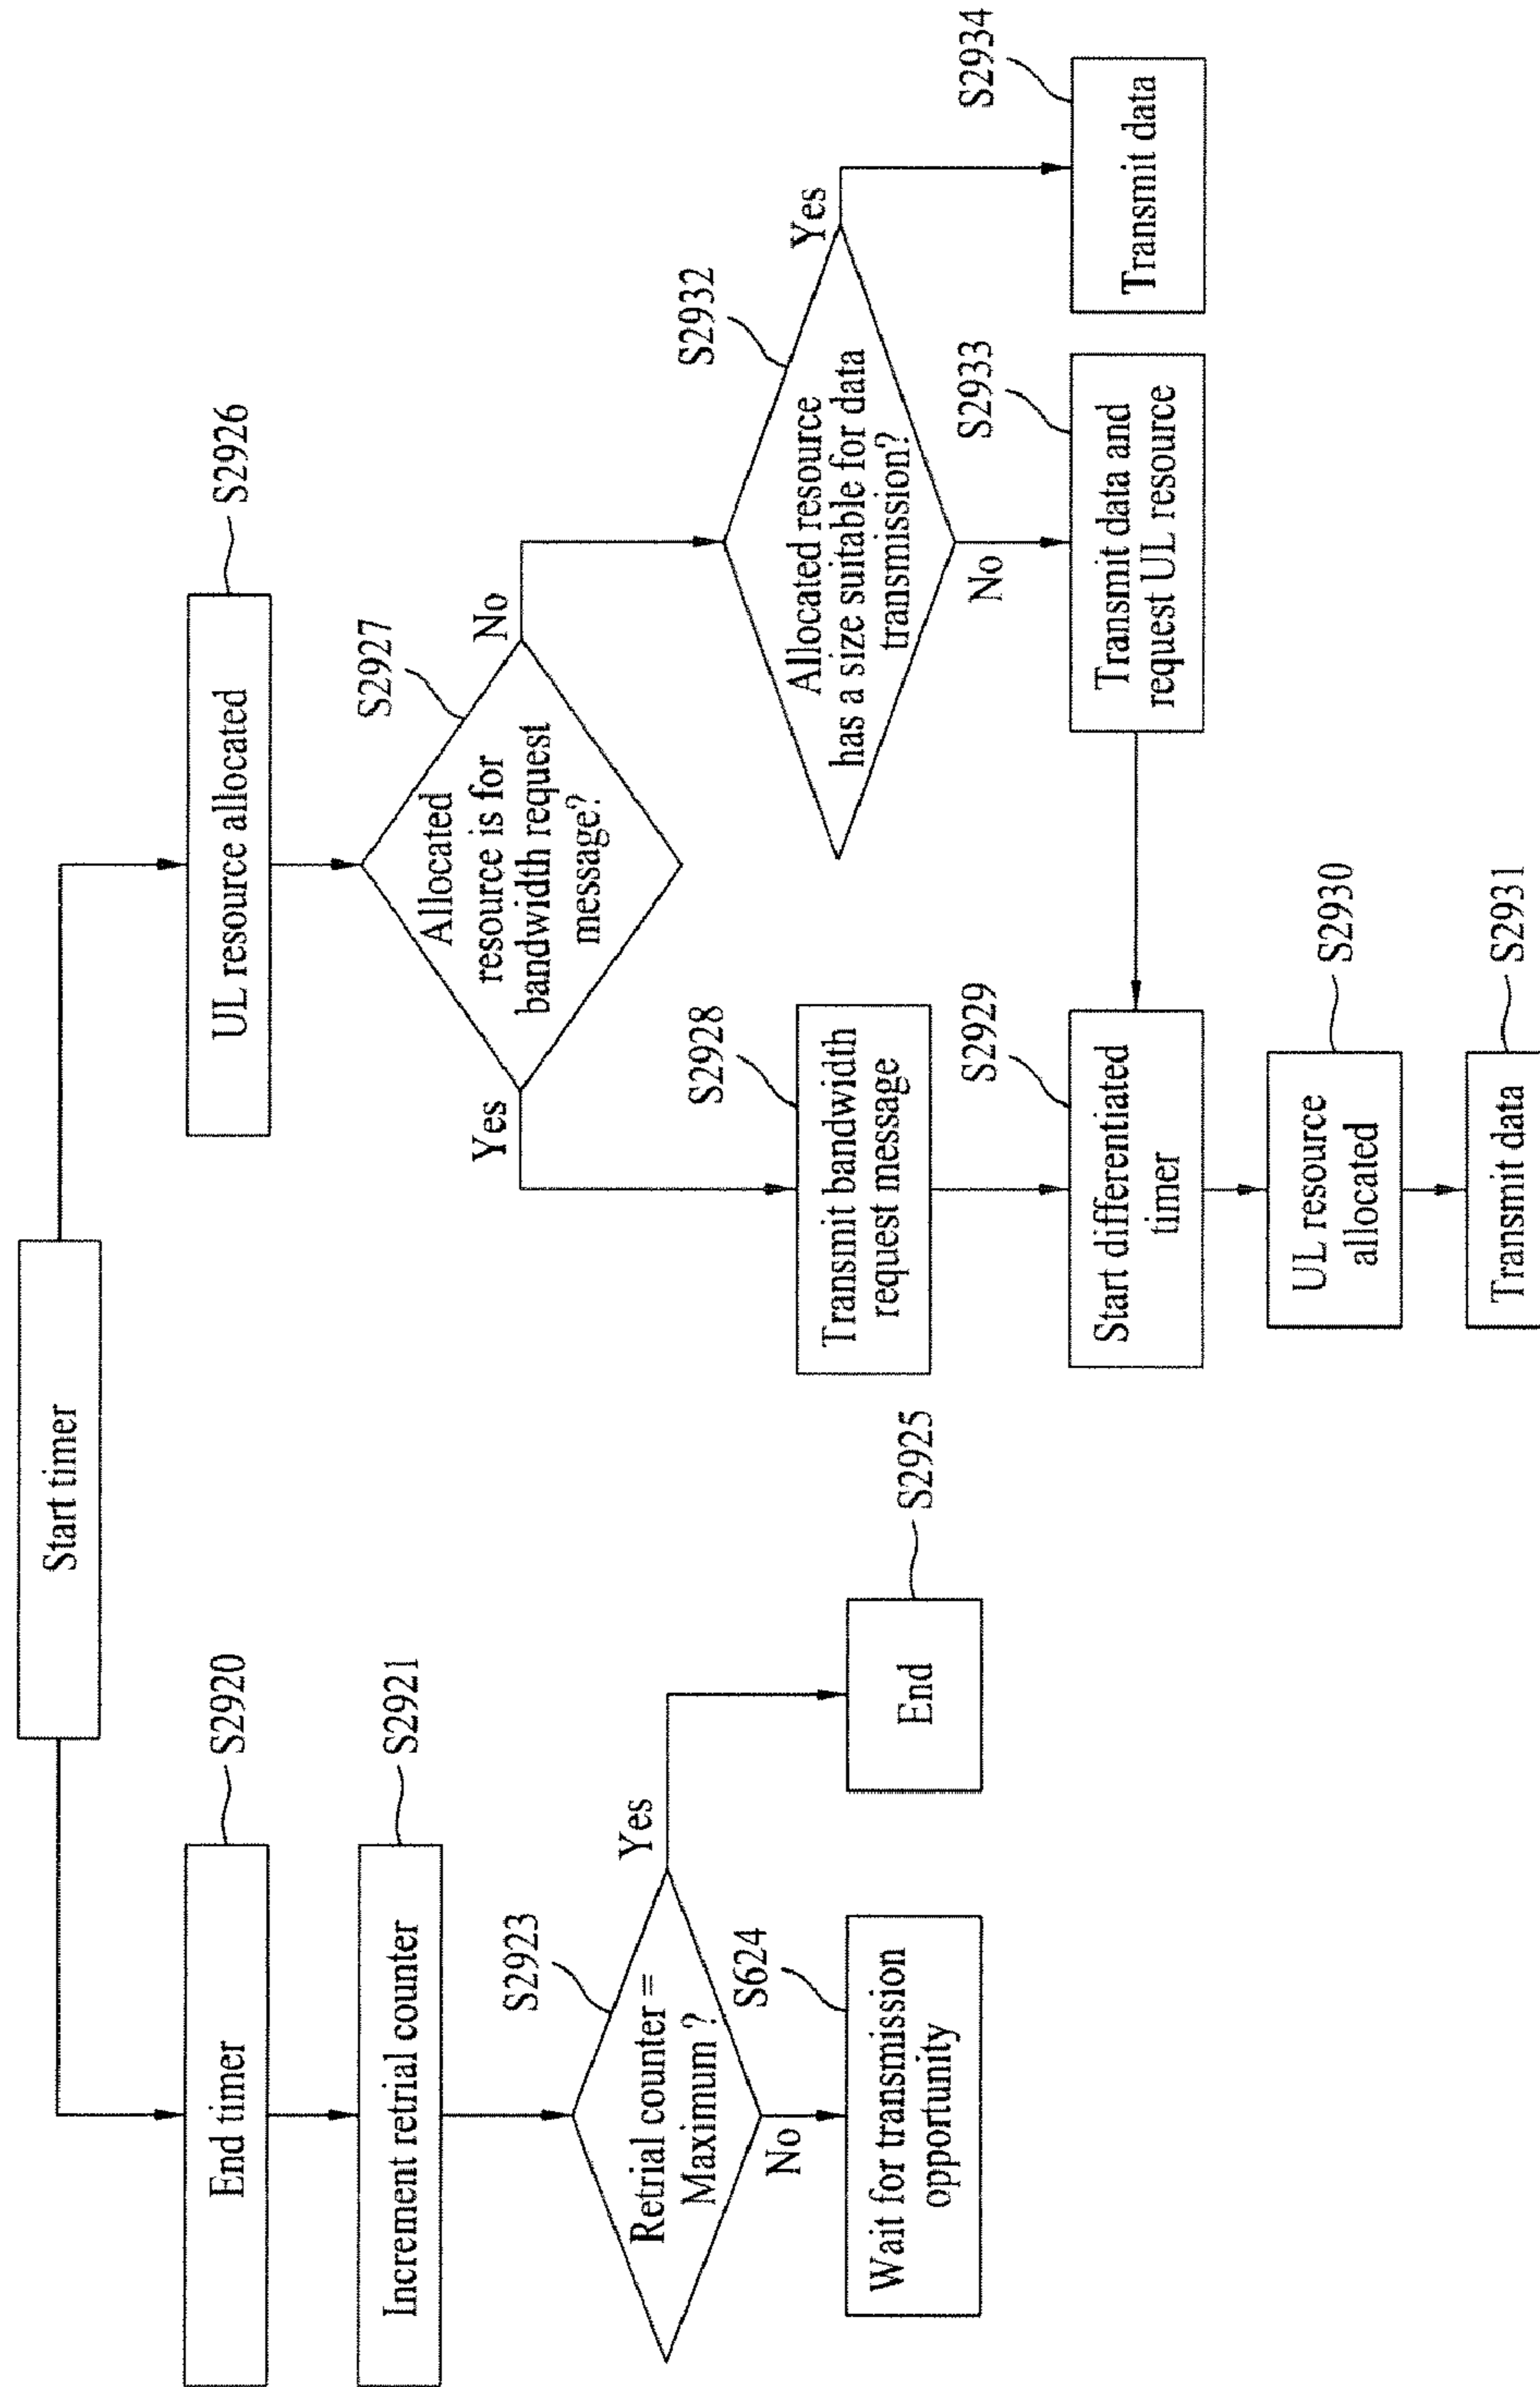 Start timer
End timer
S2920
Increment retrial counter
S2921
Retrial counter =
Maximum ?
S2923
Yes
No
Wait for transmission
opportunity
S624
End
S2925
UL resource allocated
S2926
Allocated
resource is for
bandwidth request
message?
S2927
Yes
No
Transmit bandwidth
request message
S2928
Start differentiated
timer
S2929
UL resource
allocated
S2930
Transmit data
S2931
Allocated resource
has a size suitable for data
transmission?
S2932
Yes
No
Transmit data and
request UL resource
S2933
Transmit data
S2934